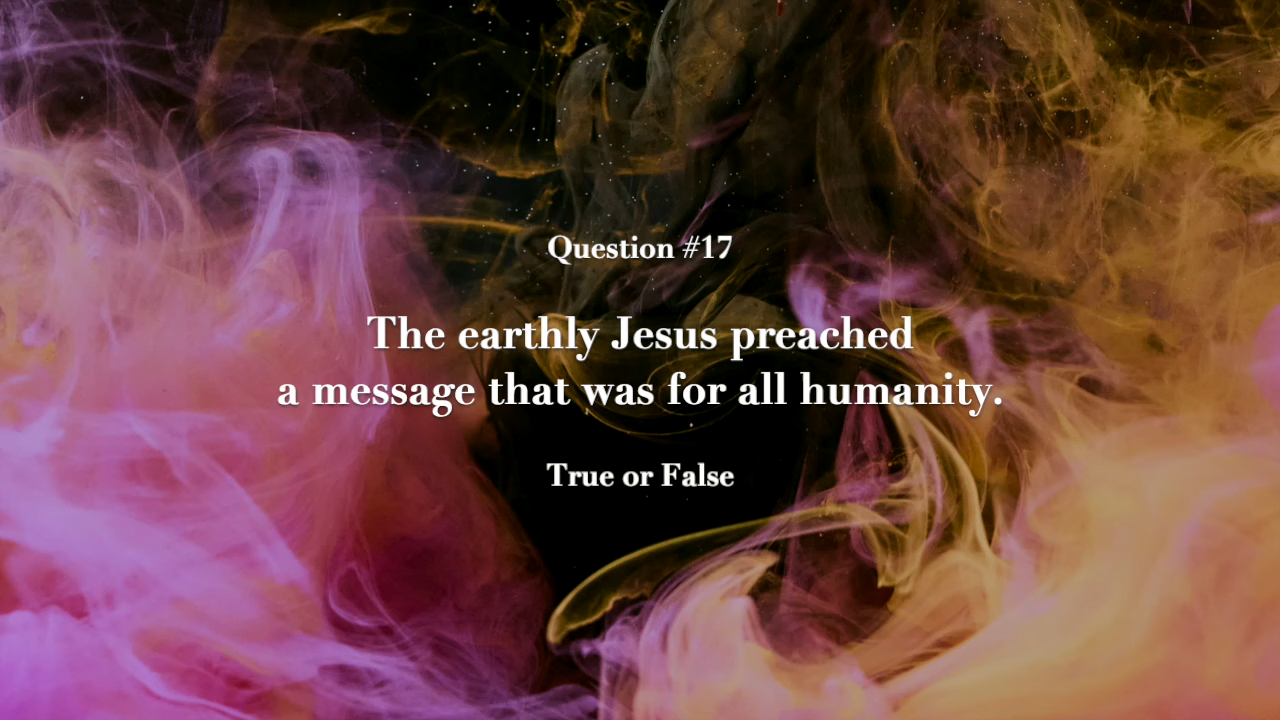 Question #17
The earthly Jesus preached
a message that was for all humanity.
True or False